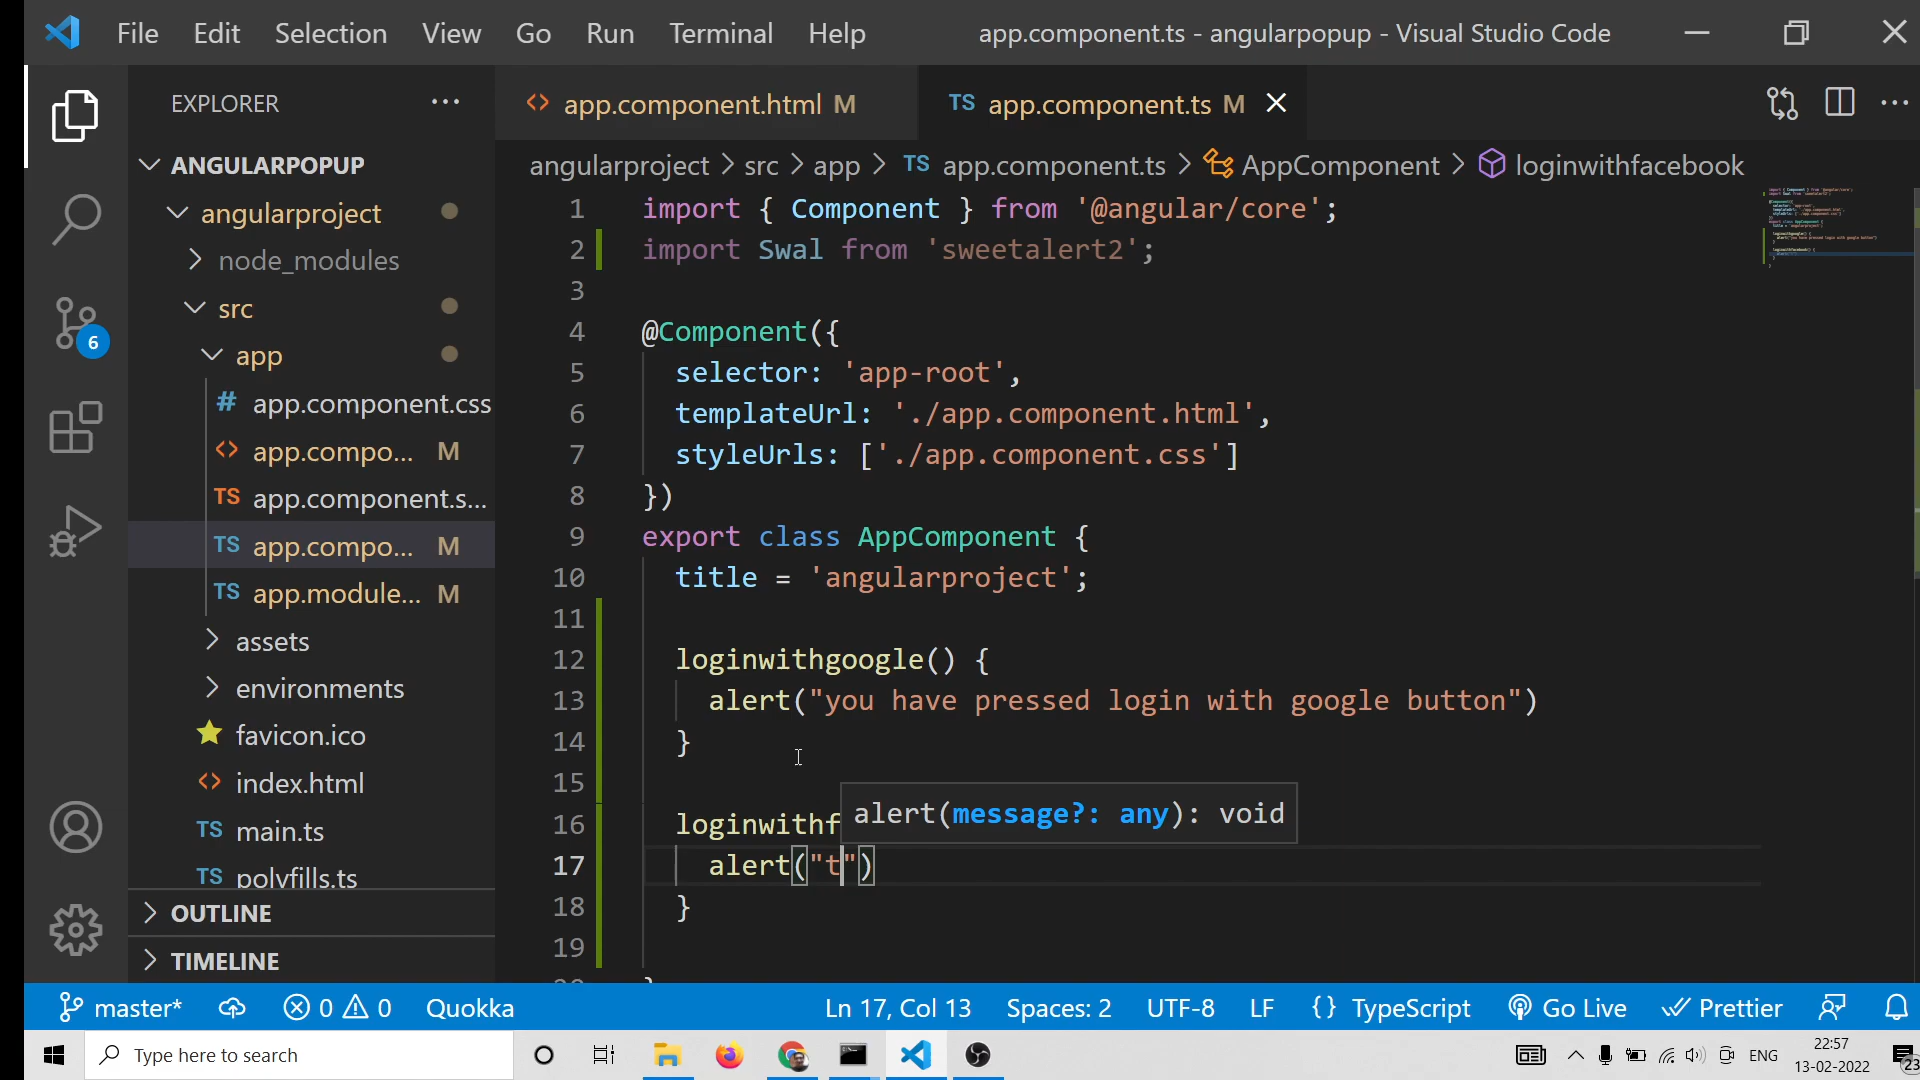 File Edit Selection View Go Run Terminal Help app.component.ts - angularpopup - Visual Studio Code
EXPLORER ···
<> app.component.html M TS app.component.ts M ×
ANGULARPOPUP
angularproject > src > app > TS app.component.ts > AppComponent > loginwithfacebook
angularproject
node_modules
src
app
# app.component.css
<> app.compo... M
TS app.component.s...
TS app.compo... M
TS app.module... M
assets
environments
favicon.ico
<> index.html
TS main.ts
TS polyfills.ts
OUTLINE
TIMELINE
6
1 import { Component } from '@angular/core';
2 import Swal from 'sweetalert2';
3
4 @Component({
5 selector: 'app-root',
6 templateUrl: './app.component.html',
7 styleUrls: ['./app.component.css']
8 })
9 export class AppComponent {
10 title = 'angularproject';
11
12 loginwithgoogle() {
13 alert("you have pressed login with google button")
14 }
15
alert(message?: any): void
16 loginwithf
17 alert("t")
18 }
19
master* 0 0 Quokka Ln 17, Col 13 Spaces: 2 UTF-8 LF {} TypeScript Go Live Prettier
Type here to search
ENG 22:57
13-02-2022 23